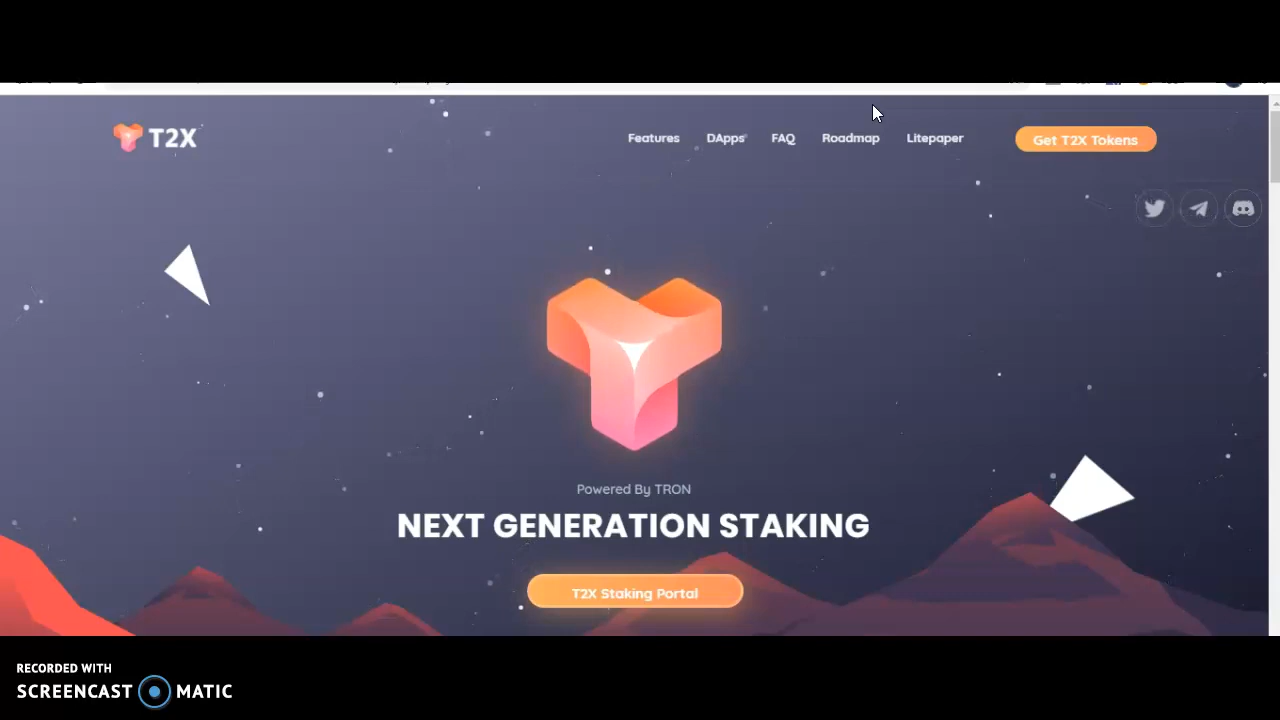 T2X
Features DApps FAQ Roadmap Litepaper Get T2X Tokens
Powered By TRON
NEXT GENERATION STAKING
T2X Staking Portal
RECORDED WITH
SCREENCAST MATIC